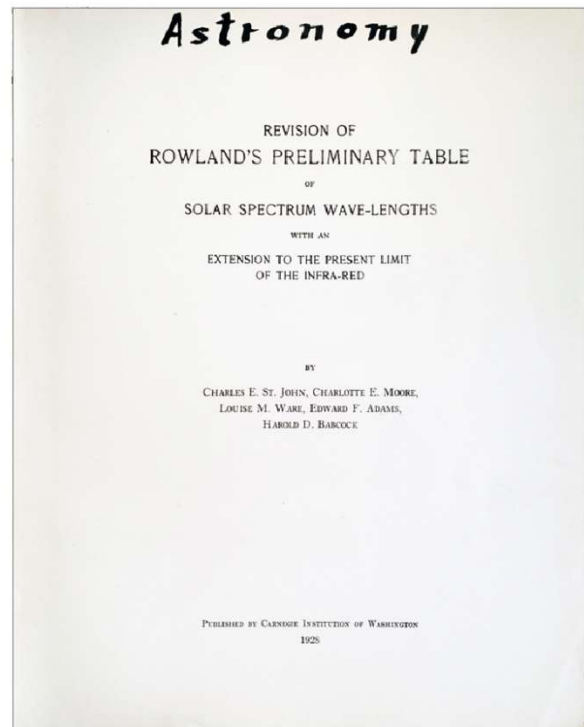 Astronomy
REVISION OF
ROWLAND'S PRELIMINARY TABLE
OF
SOLAR SPECTRUM WAVE-LENGTHS
WITH AN
EXTENSION TO THE PRESENT LIMIT
OF THE INFRA-RED
BY
CHARLES E. ST. JOHN, CHARLOTTE E. MOORE,
LOUISE M. WARE, EDWARD F. ADAMS,
HAROLD D. BABCOCK
PUBLISHED BY CARNEGIE INSTITUTION OF WASHINGTON
1928